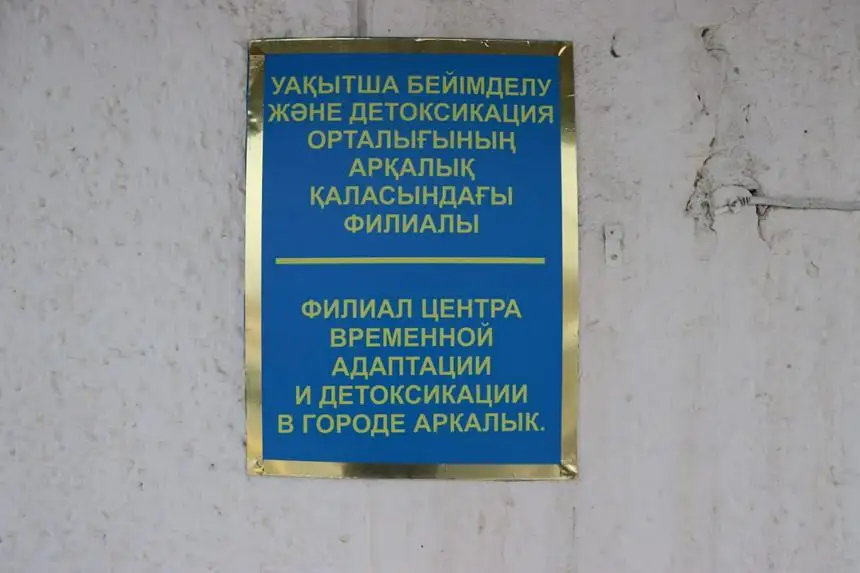 УАҚЫТША БЕЙІМДЕЛУ
ЖӘНЕ ДЕТОКСИКАЦИЯ
ОРТАЛЫҒЫНЫҢ
АРҚАЛЫҚ
ҚАЛАСЫНДАҒЫ
ФИЛИАЛЫ
ФИЛИАЛ ЦЕНТРА
ВРЕМЕННОЙ
АДАПТАЦИИ
И ДЕТОКСИКАЦИИ
В ГОРОДЕ АРКАЛЫК.